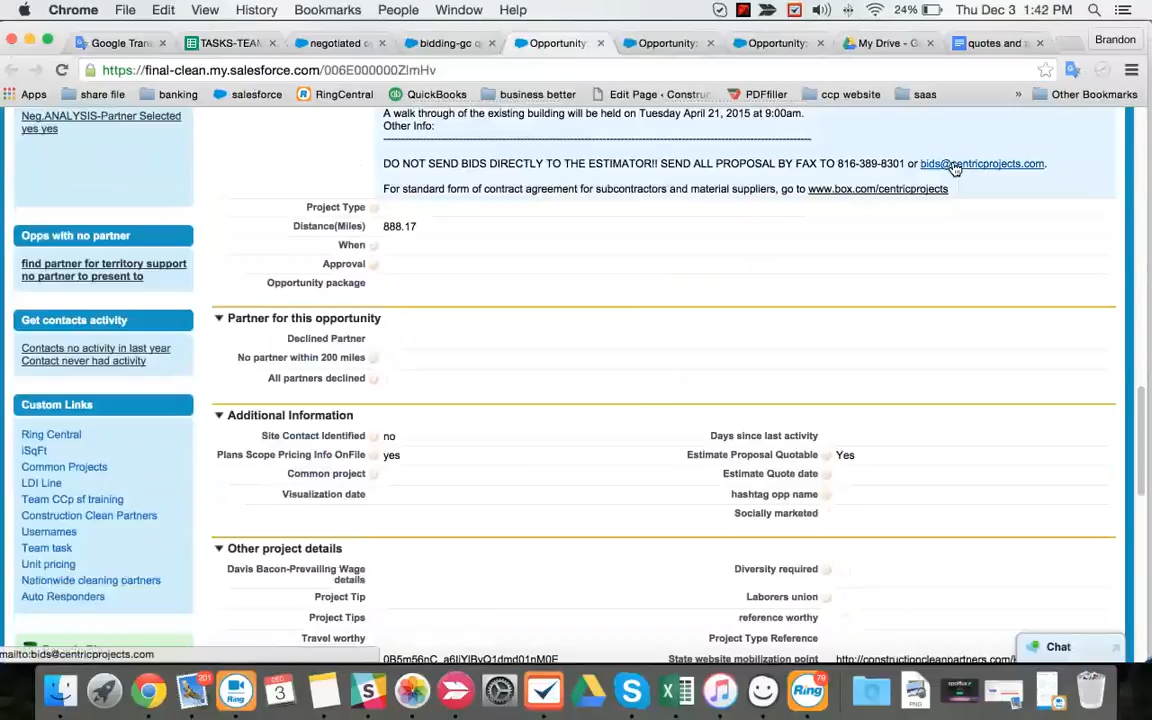 Chrome File Edit View History Bookmarks People Window Help 24% Thu Dec 3 1:42 PM
Google Tran TASKS-TEAM negotiated c bidding-gc op Opportunity: Opportunity: Opportunity: My Drive - G quotes and Brandon
https://final-clean.my.salesforce.com/006E000000ZlmHv
Apps share file banking salesforce RingCentral QuickBooks business better Edit Page ‹ Construc PDFfiller ccp website saas » Other Bookmarks
Neg.ANALYSIS-Partner Selected
yes yes
A walk through of the existing building will be held on Tuesday April 21, 2015 at 9:00am.
Other Info:
DO NOT SEND BIDS DIRECTLY TO THE ESTIMATOR!! SEND ALL PROPOSAL BY FAX TO 816-389-8301 or bids@centricprojects.com.
For standard form of contract agreement for subcontractors and material suppliers, go to www.box.com/centricprojects
Project Type
Distance(Miles) 888.17
When
Approval
Opportunity package
Opps with no partner
find partner for territory support
no partner to present to
Partner for this opportunity
Declined Partner
No partner within 200 miles
All partners declined
Get contacts activity
Contacts no activity in last year
Contact never had activity
Additional Information
Site Contact Identified no Days since last activity
Plans Scope Pricing Info OnFile yes Estimate Proposal Quotable Yes
Common project Estimate Quote date
Visualization date hashtag opp name
Socially marketed
Custom Links
Ring Central
iSqFt
Common Projects
LDI Line
Team CCp sf training
Construction Clean Partners
Usernames
Team task
Unit pricing
Nationwide cleaning partners
Auto Responders
Other project details
Davis Bacon-Prevailing Wage
details
Diversity required
Project Tip Laborers union
Project Tips reference worthy
Travel worthy Project Type Reference
State website mobilization point http://constructioncleanpartners.com/
Chat
mailto:bids@centricprojects.com
201 DEC 3 Ring 79